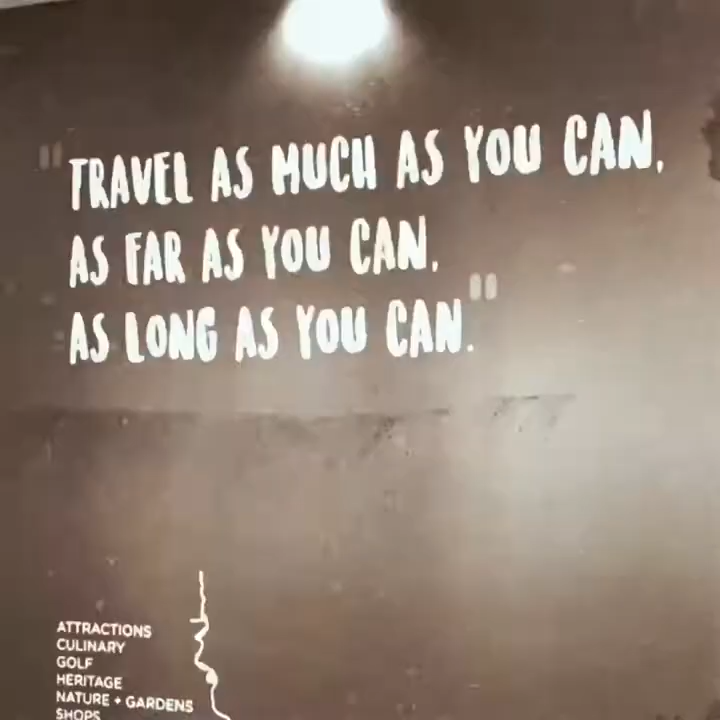 "TRAVEL AS MUCH AS YOU CAN,
AS FAR AS YOU CAN,
AS LONG AS YOU CAN."
ATTRACTIONS
CULINARY
GOLF
HERITAGE
NATURE + GARDENS
SHOPS